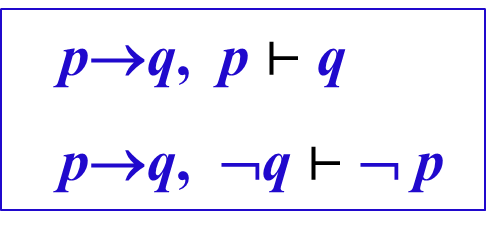 p→q, p ⊢ q
p→q, ¬q ⊢ ¬ p